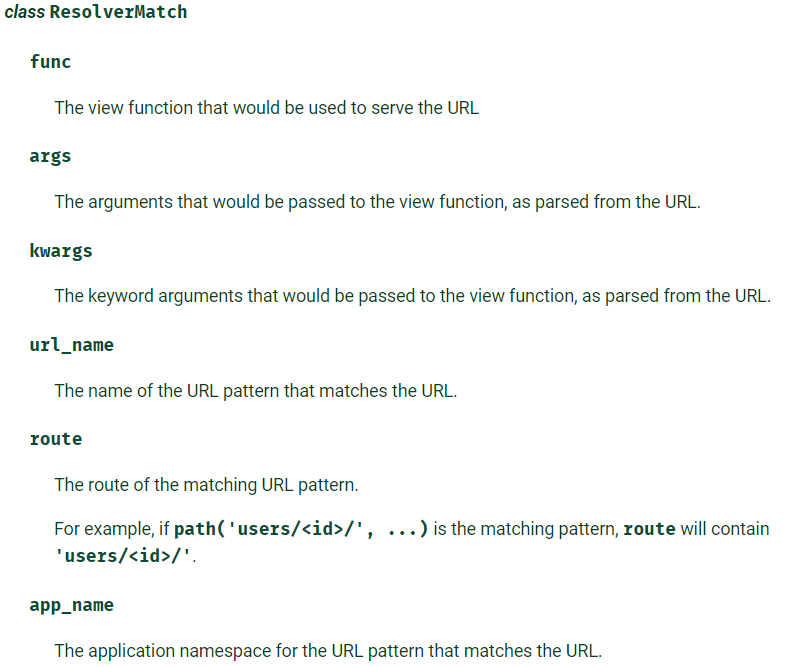 class ResolverMatch
func
The view function that would be used to serve the URL
args
The arguments that would be passed to the view function, as parsed from the URL.
kwargs
The keyword arguments that would be passed to the view function, as parsed from the URL.
url_name
The name of the URL pattern that matches the URL.
route
The route of the matching URL pattern.
For example, if path('users/<id>/', ...) is the matching pattern, route will contain
'users/<id>/'.
app_name
The application namespace for the URL pattern that matches the URL.